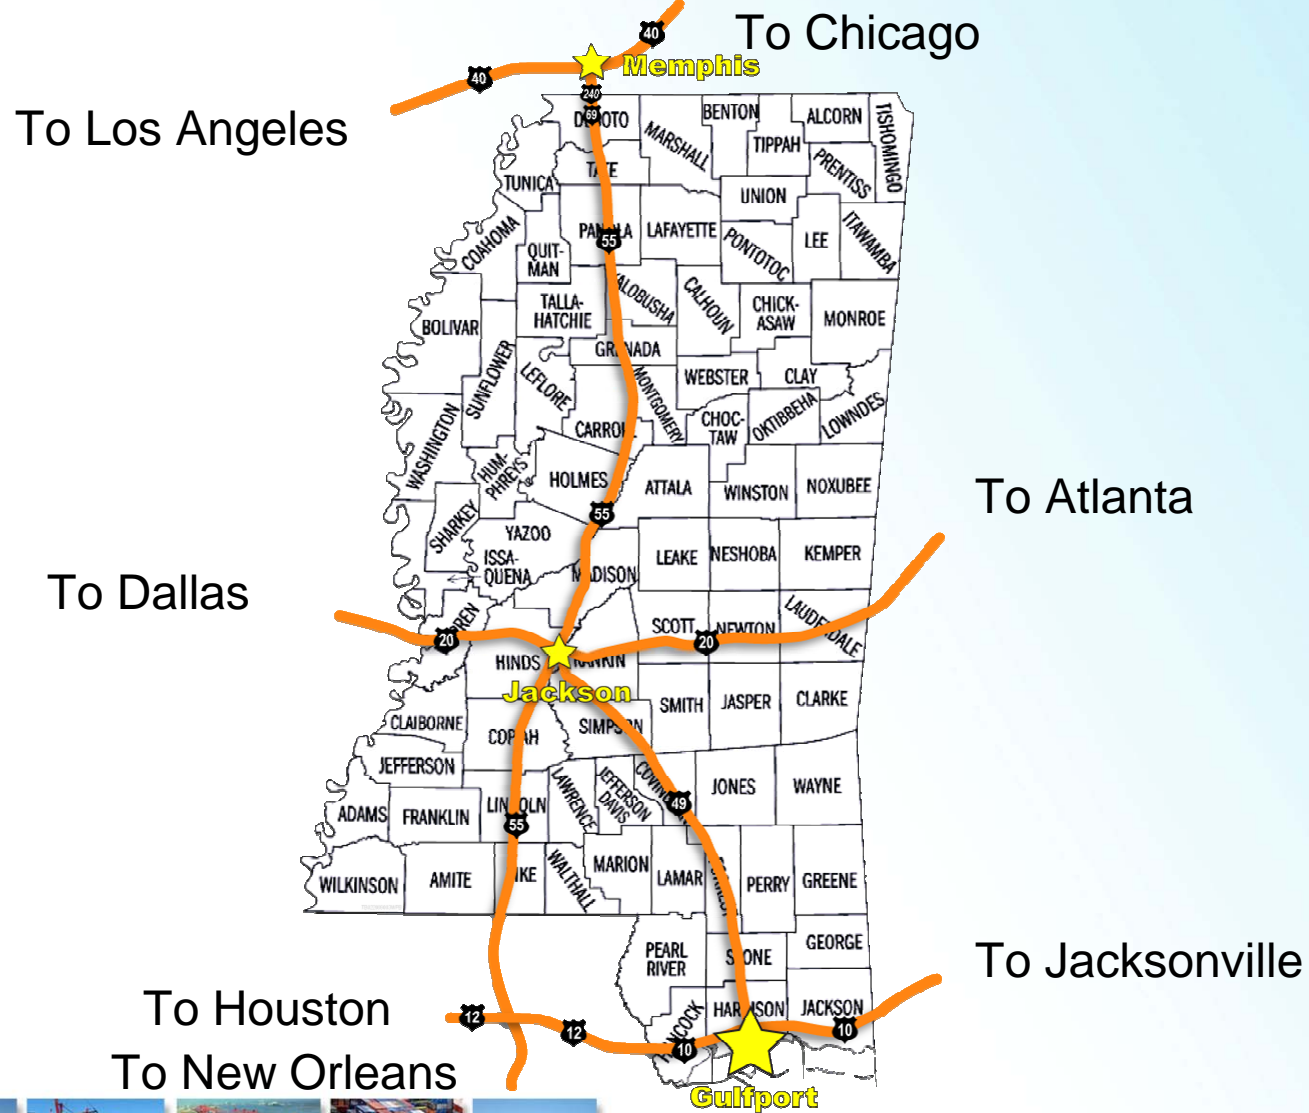 To Chicago
40
Memphis
40
240
To Los Angeles
69
DESOTO
MARSHALL
BENTON
TIPPAH
ALCORN
TISHOMINGO
PRENTISS
TATE
TUNICA
UNION
COAHOMA
QUIT-
MAN
PANOLA
55
LAFAYETTE
PONTOTOC
LEE
ITAWAMBA
BOLIVAR
TALLA-
HATCHIE
YALOBUSHA
CALHOUN
CHICK-
ASAW
MONROE
SUNFLOWER
LEFLORE
GRENADA
MONTGOMERY
WEBSTER
CLAY
WASHINGTON
CARROLL
CHOC-
TAW
OKTIBBEHA
LOWNDES
HUM-
PHREYS
HOLMES
ATTALA
WINSTON
NOXUBEE
To Atlanta
SHARKEY
YAZOO
55
ISSA-
QUENA
MADISON
LEAKE
NESHOBA
KEMPER
To Dallas
WARREN
20
SCOTT
NEWTON
20
LAUDERDALE
HINDS
RANKIN
Jackson
CLAIBORNE
COPIAH
SIMPSON
SMITH
JASPER
CLARKE
JEFFERSON
LAWRENCE
JEFFERSON
DAVIS
COVINGTON
49
JONES
WAYNE
ADAMS
FRANKLIN
LINCOLN
55
WILKINSON
AMITE
PIKE
WALTHALL
MARION
LAMAR
FORREST
PERRY
GREENE
PEARL
RIVER
STONE
GEORGE
To Jacksonville
To Houston
12
12
HANCOCK
10
HARRISON
JACKSON
10
To New Orleans
Gulfport